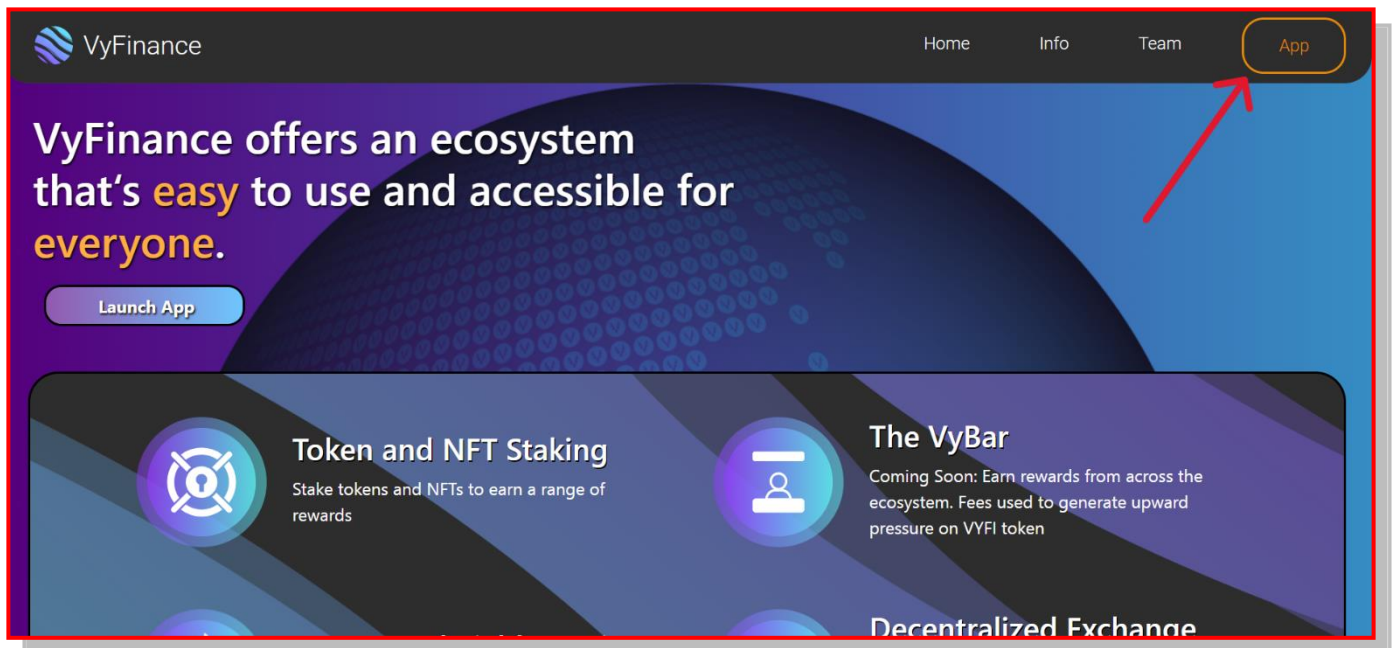 VyFinance
Home
Info
Team
App
VyFinance offers an ecosystem
that‘s easy to use and accessible for
everyone.
Launch App
Token and NFT Staking
Stake tokens and NFTs to earn a range of
rewards
The VyBar
Coming Soon: Earn rewards from across the
ecosystem. Fees used to generate upward
pressure on VYFI token
Decentralized Exchange